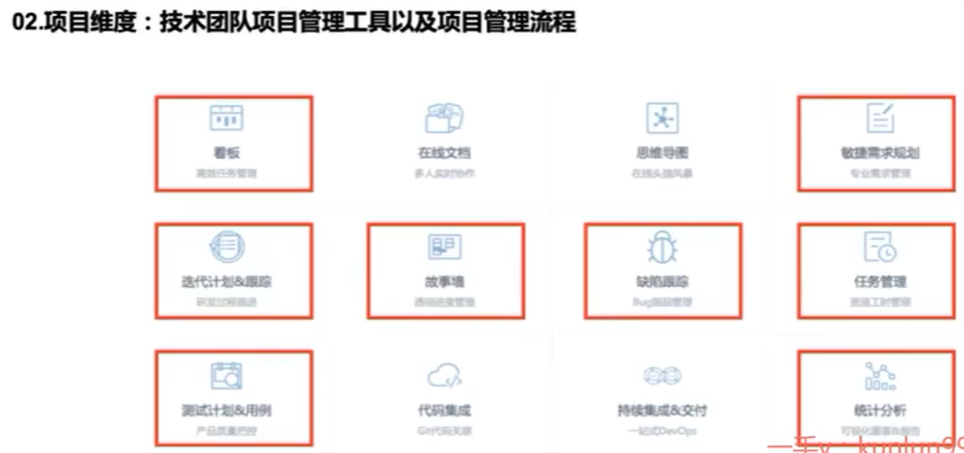 02.项目维度：技术团队项目管理工具以及项目管理流程
看板
高效任务管理
在线文档
多人实时协作
思维导图
在线头脑风暴
敏捷需求规划
专业需求管理
迭代计划&跟踪
研发过程跟进
故事墙
透明进度管理
缺陷跟踪
Bug跟踪管理
任务管理
资源工时管理
测试计划&用例
产品质量把控
代码集成
Git代码关联
持续集成&交付
一站式DevOps
统计分析
可视化图表&报告
一手v：kunlun99